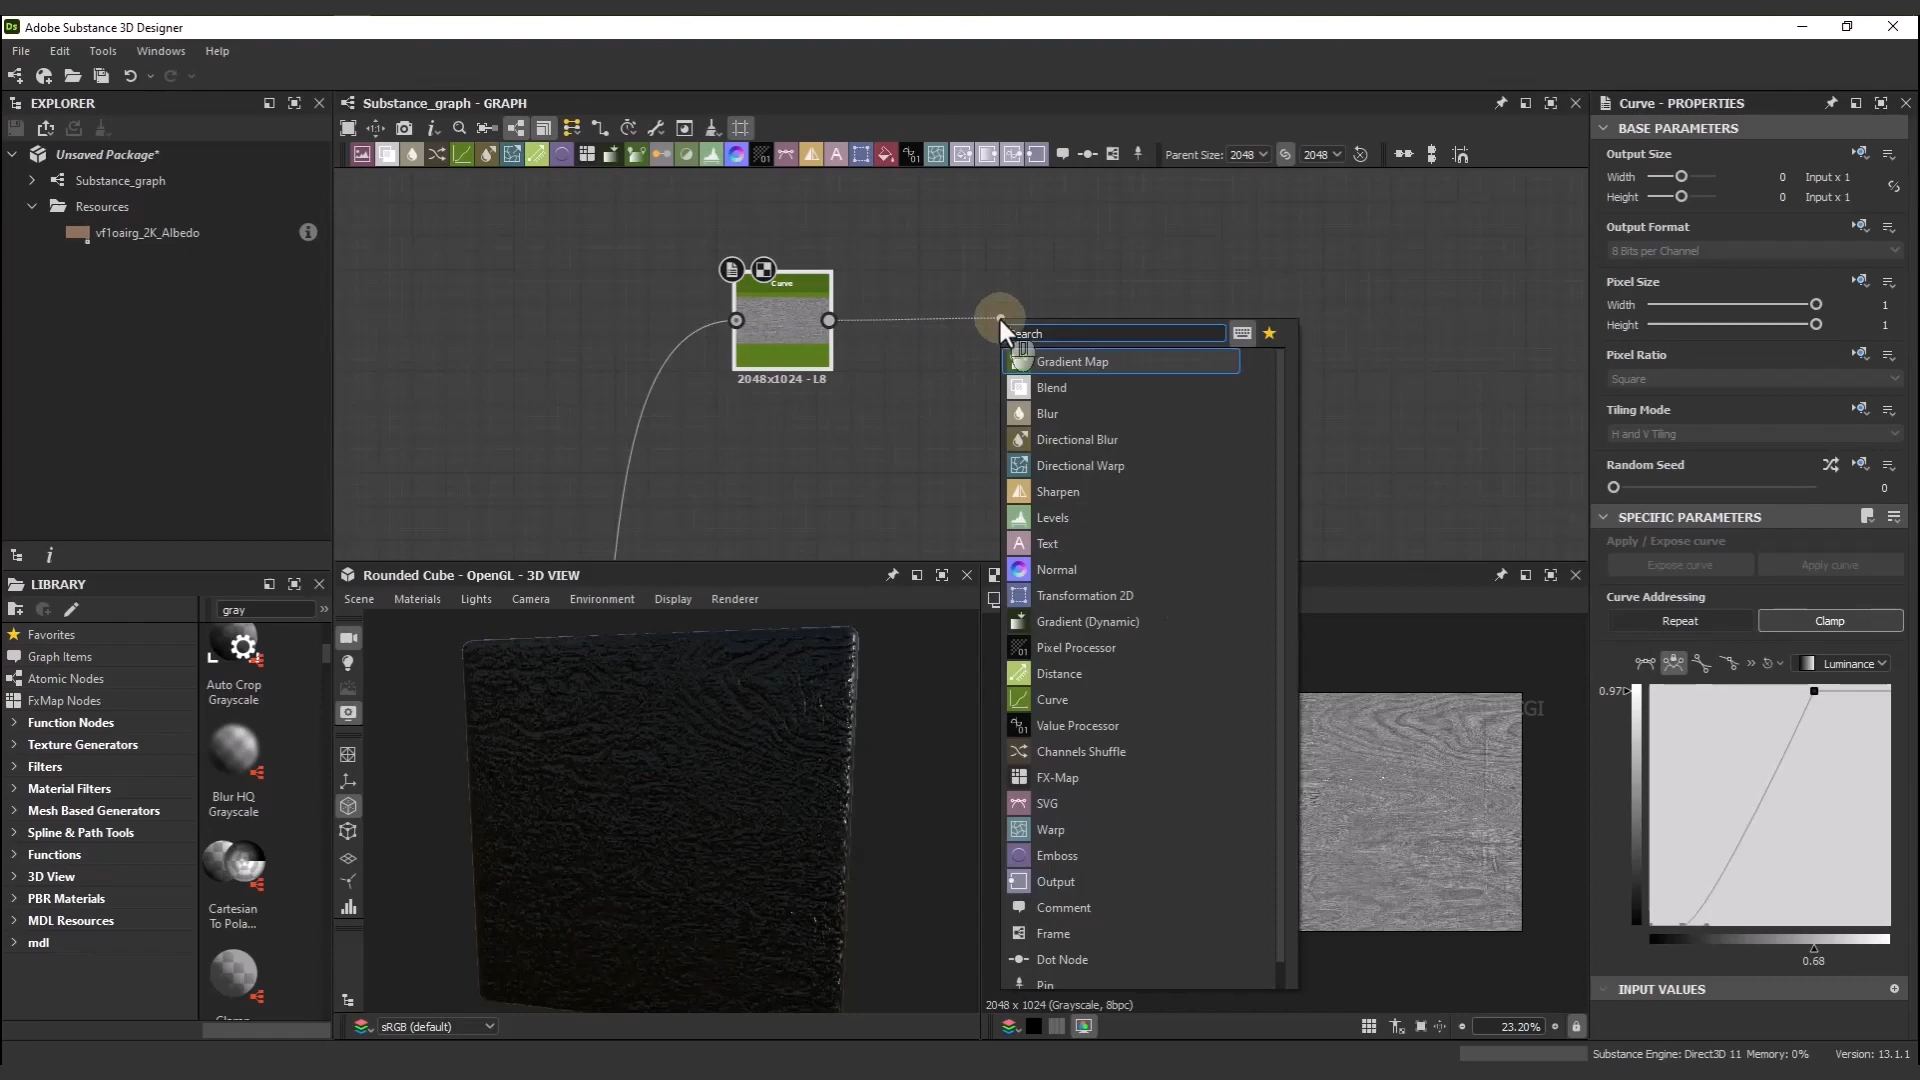 Adobe Substance 3D Designer
File Edit Tools Windows Help
EXPLORER
Unsaved Package*
Substance_graph
Resources
vf1oairg_2K_Albedo
Substance_graph - GRAPH
Parent Size: 2048 2048
Curve
2048x1024 - L8
Search
Gradient Map
Blend
Blur
Directional Blur
Directional Warp
Sharpen
Levels
Text
Normal
Transformation 2D
Gradient (Dynamic)
Pixel Processor
Distance
Curve
Value Processor
Channels Shuffle
FX-Map
SVG
Warp
Emboss
Output
Comment
Frame
Dot Node
Pin
LIBRARY
gray
Favorites
Graph Items
Atomic Nodes
FxMap Nodes
Function Nodes
Texture Generators
Filters
Material Filters
Mesh Based Generators
Spline & Path Tools
Functions
3D View
PBR Materials
MDL Resources
mdl
Auto Crop
Grayscale
Blur HQ
Grayscale
Cartesian
To Pola...
Rounded Cube - OpenGL - 3D VIEW
Scene Materials Lights Camera Environment Display Renderer
sRGB (default)
2048 x 1024 (Grayscale, 8bpc)
23.20%
Curve - PROPERTIES
BASE PARAMETERS
Output Size
Width 0 Input x 1
Height 0 Input x 1
Output Format
8 Bits per Channel
Pixel Size
Width 1
Height 1
Pixel Ratio
Square
Tiling Mode
H and V Tiling
Random Seed
0
SPECIFIC PARAMETERS
Apply / Expose curve
Expose curve Apply curve
Curve Addressing
Repeat Clamp
Luminance
0.97
0.68
INPUT VALUES
Substance Engine: Direct3D 11 Memory: 0% Version: 13.1.1